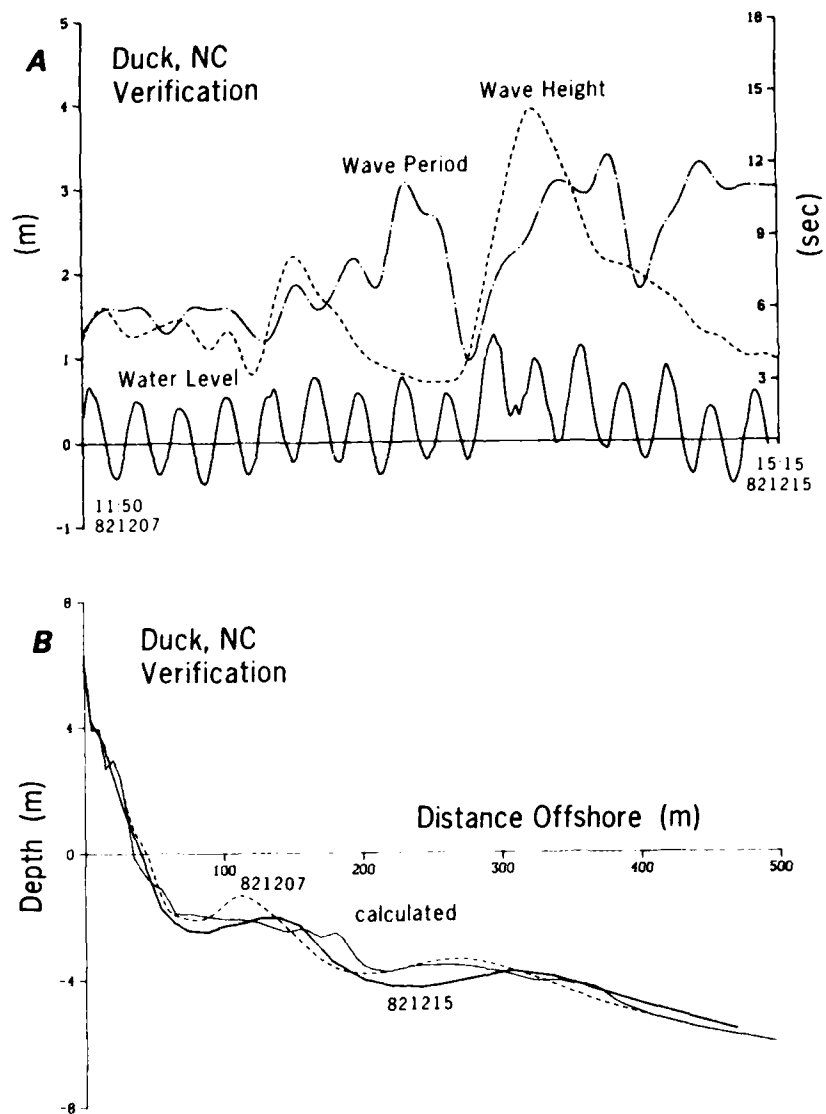 A
Duck, NC
Verification
5
4
3
2
1
0
-1
(m)
18
15
12
9
6
3
(sec)
Wave Height
Wave Period
Water Level
11:50
821207
15:15
821215
B
Duck, NC
Verification
8
4
0
-4
-8
Depth (m)
Distance Offshore (m)
100
200
300
400
500
821207
calculated
821215